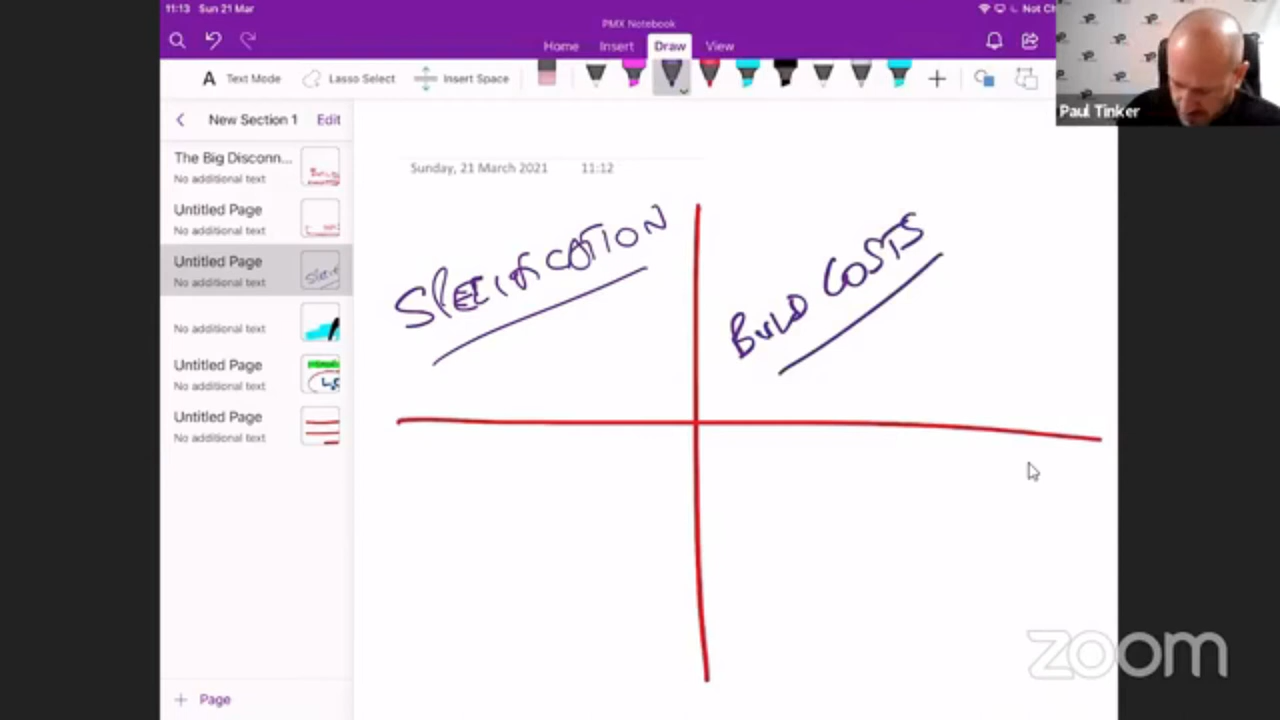 11:13 Sun 21 Mar
Not Ch
PMX Notebook
Home Insert Draw View
A Text Mode Lasso Select Insert Space
Paul Tinker
New Section 1 Edit
The Big Disconn...
No additional text
Untitled Page
No additional text
Untitled Page
No additional text
No additional text
Untitled Page
No additional text
Untitled Page
No additional text
Page
Sunday, 21 March 2021 11:12
SPECIFICATION
BUILD COSTS
zoom